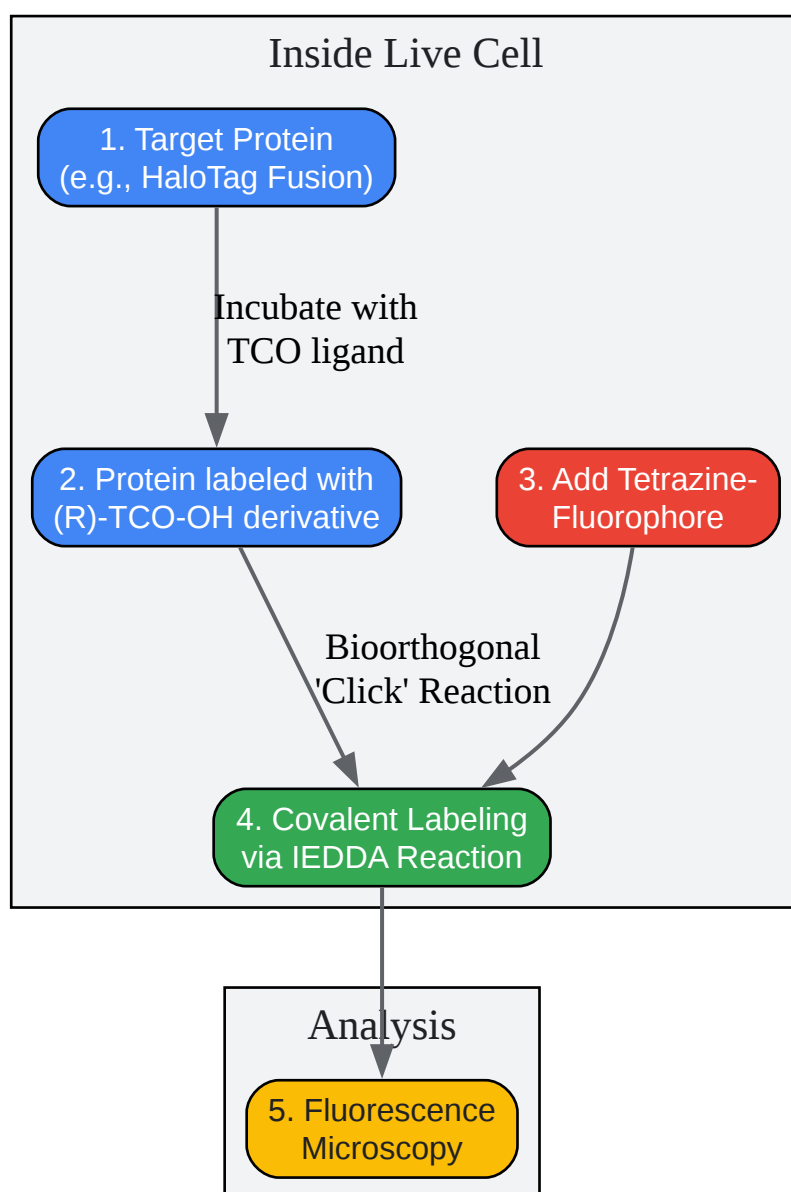 Inside Live Cell
1. Target Protein
(e.g., HaloTag Fusion)
Incubate with
TCO ligand
2. Protein labeled with
(R)-TCO-OH derivative
3. Add Tetrazine-
Fluorophore
Bioorthogonal
'Click' Reaction
4. Covalent Labeling
via IEDDA Reaction
Analysis
5. Fluorescence
Microscopy